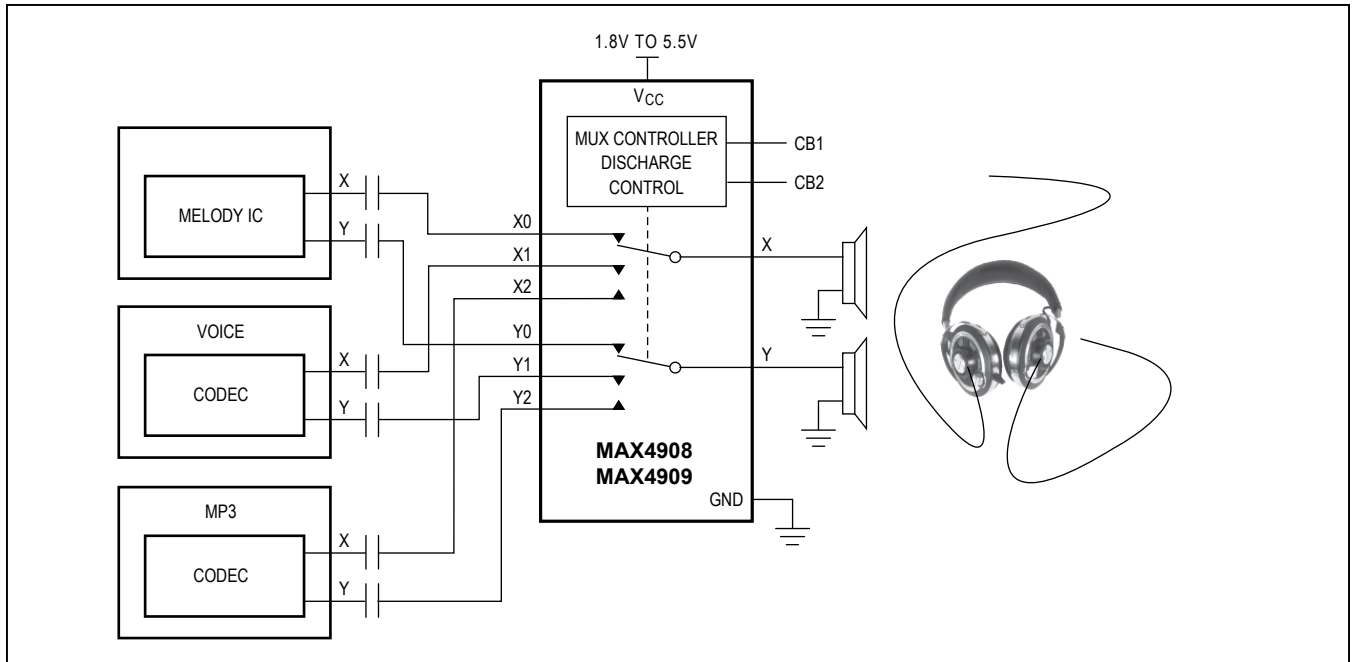 1.8V TO 5.5V
VCC
MUX CONTROLLER
DISCHARGE
CONTROL
CB1
CB2
MELODY IC
X
Y
X0
X1
X2
X
VOICE
CODEC
X
Y
Y0
Y1
Y2
Y
MAX4908
MAX4909
GND
MP3
CODEC
X
Y